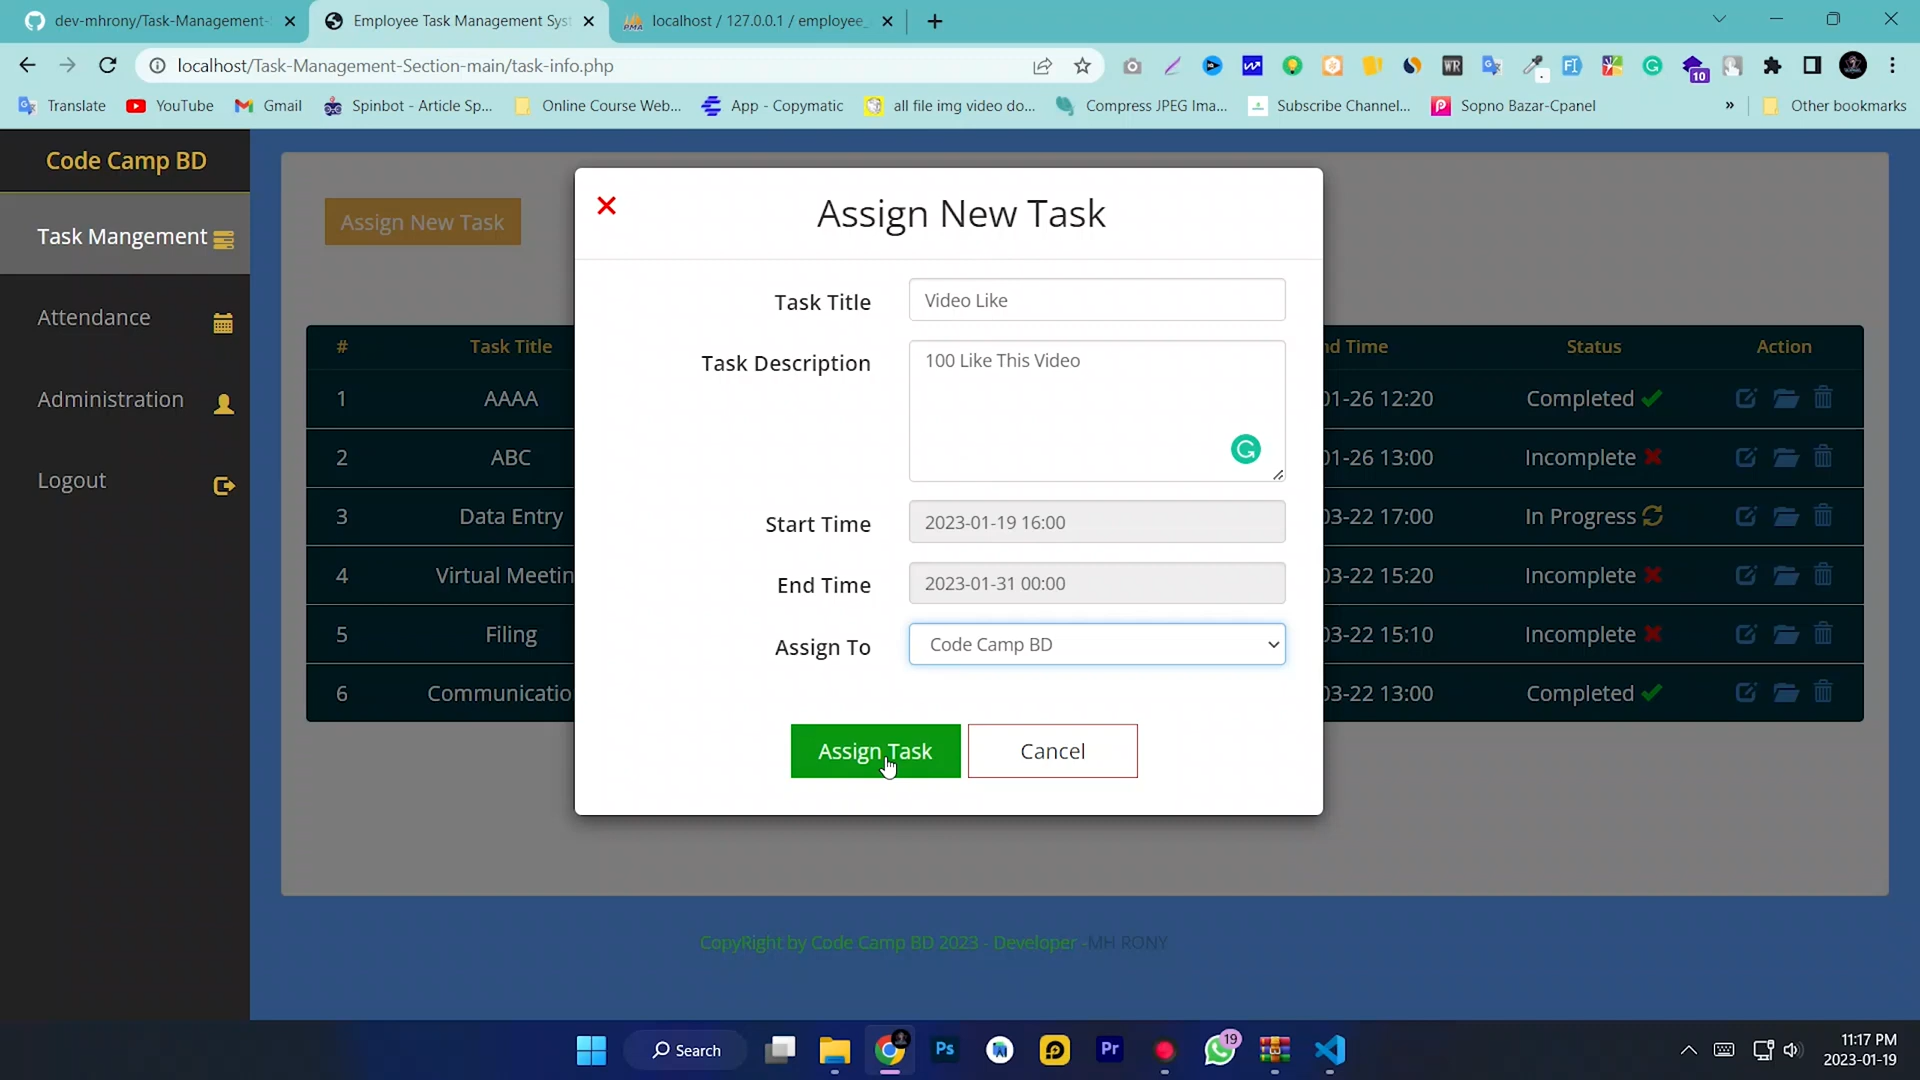 dev-mhrony/Task-Management-
Employee Task Management Syst
localhost / 127.0.0.1 / employee_
localhost/Task-Management-Section-main/task-info.php
10
Translate
YouTube
Gmail
Spinbot - Article Sp...
Online Course Web...
App - Copymatic
all file img video do...
Compress JPEG Ima...
Subscribe Channel...
Sopno Bazar-Cpanel
»
Other bookmarks
Code Camp BD
Task Mangement
Attendance
Administration
Logout
Assign New Task
Assign New Task
Task Title Video Like
Task Description 100 Like This Video
Start Time 2023-01-19 16:00
End Time 2023-01-31 00:00
Assign To Code Camp BD
Assign Task Cancel
# Task Title nd Time Status Action
1 AAAA 01-26 12:20 Completed
2 ABC 01-26 13:00 Incomplete
3 Data Entry 03-22 17:00 In Progress
4 Virtual Meetin 03-22 15:20 Incomplete
5 Filing 03-22 15:10 Incomplete
6 Communicatio 03-22 13:00 Completed
CopyRight by Code Camp BD 2023 - Developer -MH RONY
Search
Ps
Pr
19
11:17 PM
2023-01-19